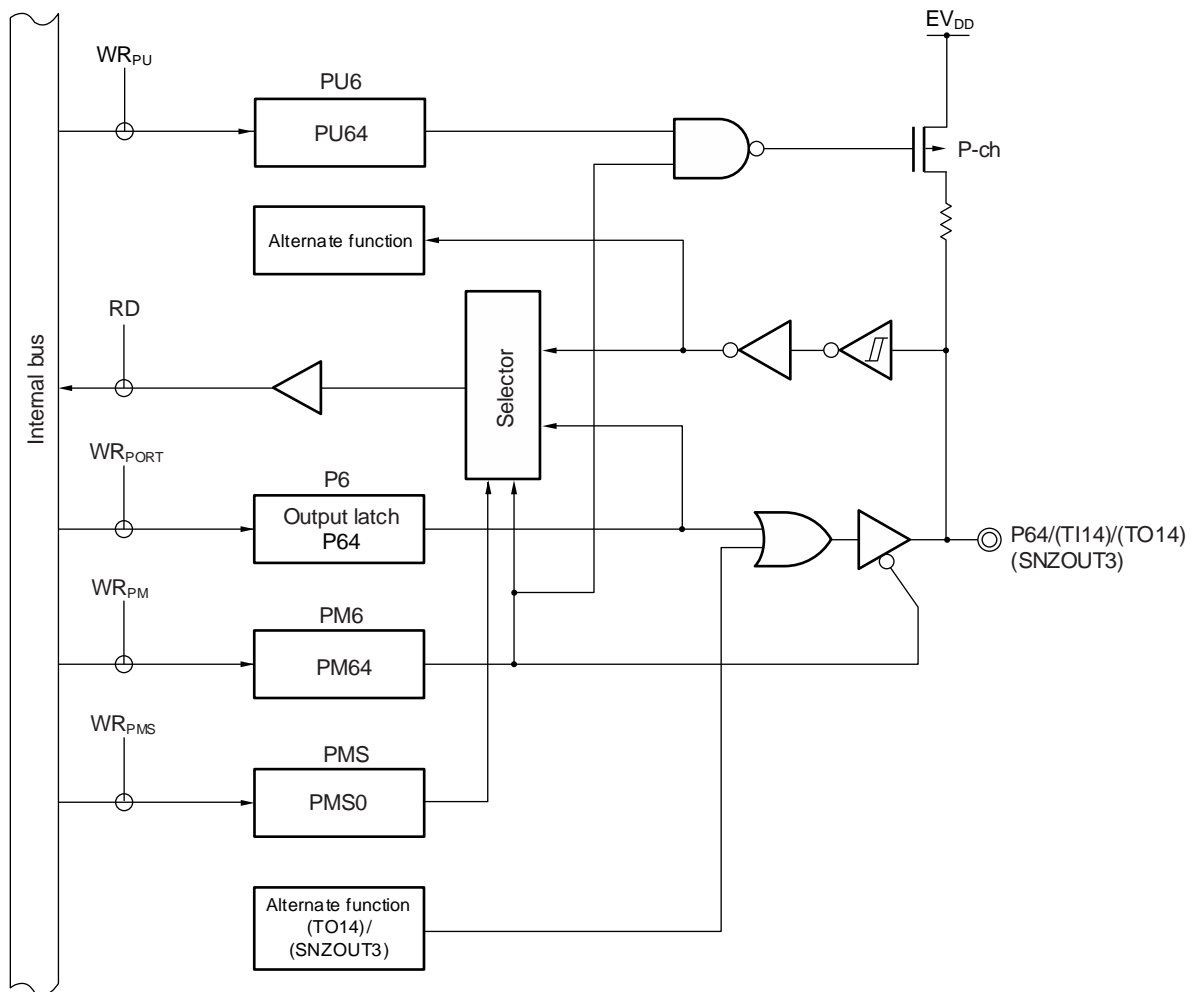 EVDD
WRPU
PU6
PU64
P-ch
Alternate function
RD
Selector
Internal bus
WRPORT
P6
Output latch
P64
P64/(TI14)/(TO14)
(SNZOUT3)
WRPM
PM6
PM64
WRPMS
PMS
PMS0
Alternate function
(TO14)/
(SNZOUT3)